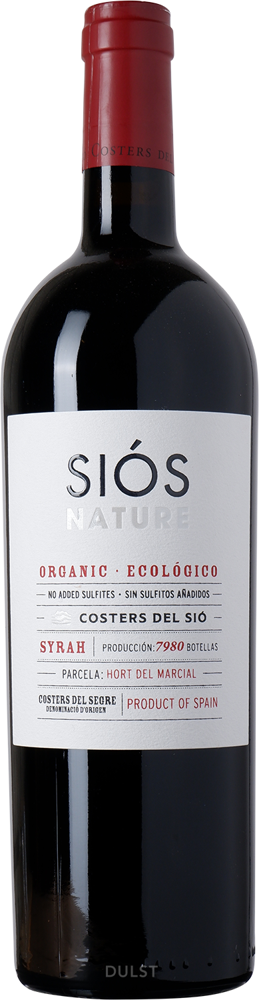 COSTERS DEL
SIÓS
NATURE
ORGANIC · ECOLÓGICO
NO ADDED SULFITES · SIN SULFITOS AÑADIDOS
COSTERS DEL SIÓ
SYRAH | PRODUCCIÓN: 7980 BOTELLAS
PARCELA: HORT DEL MARCIAL
COSTERS DEL SEGRE
DENOMINACIÓ D'ORIGEN
PRODUCT OF SPAIN
DULST